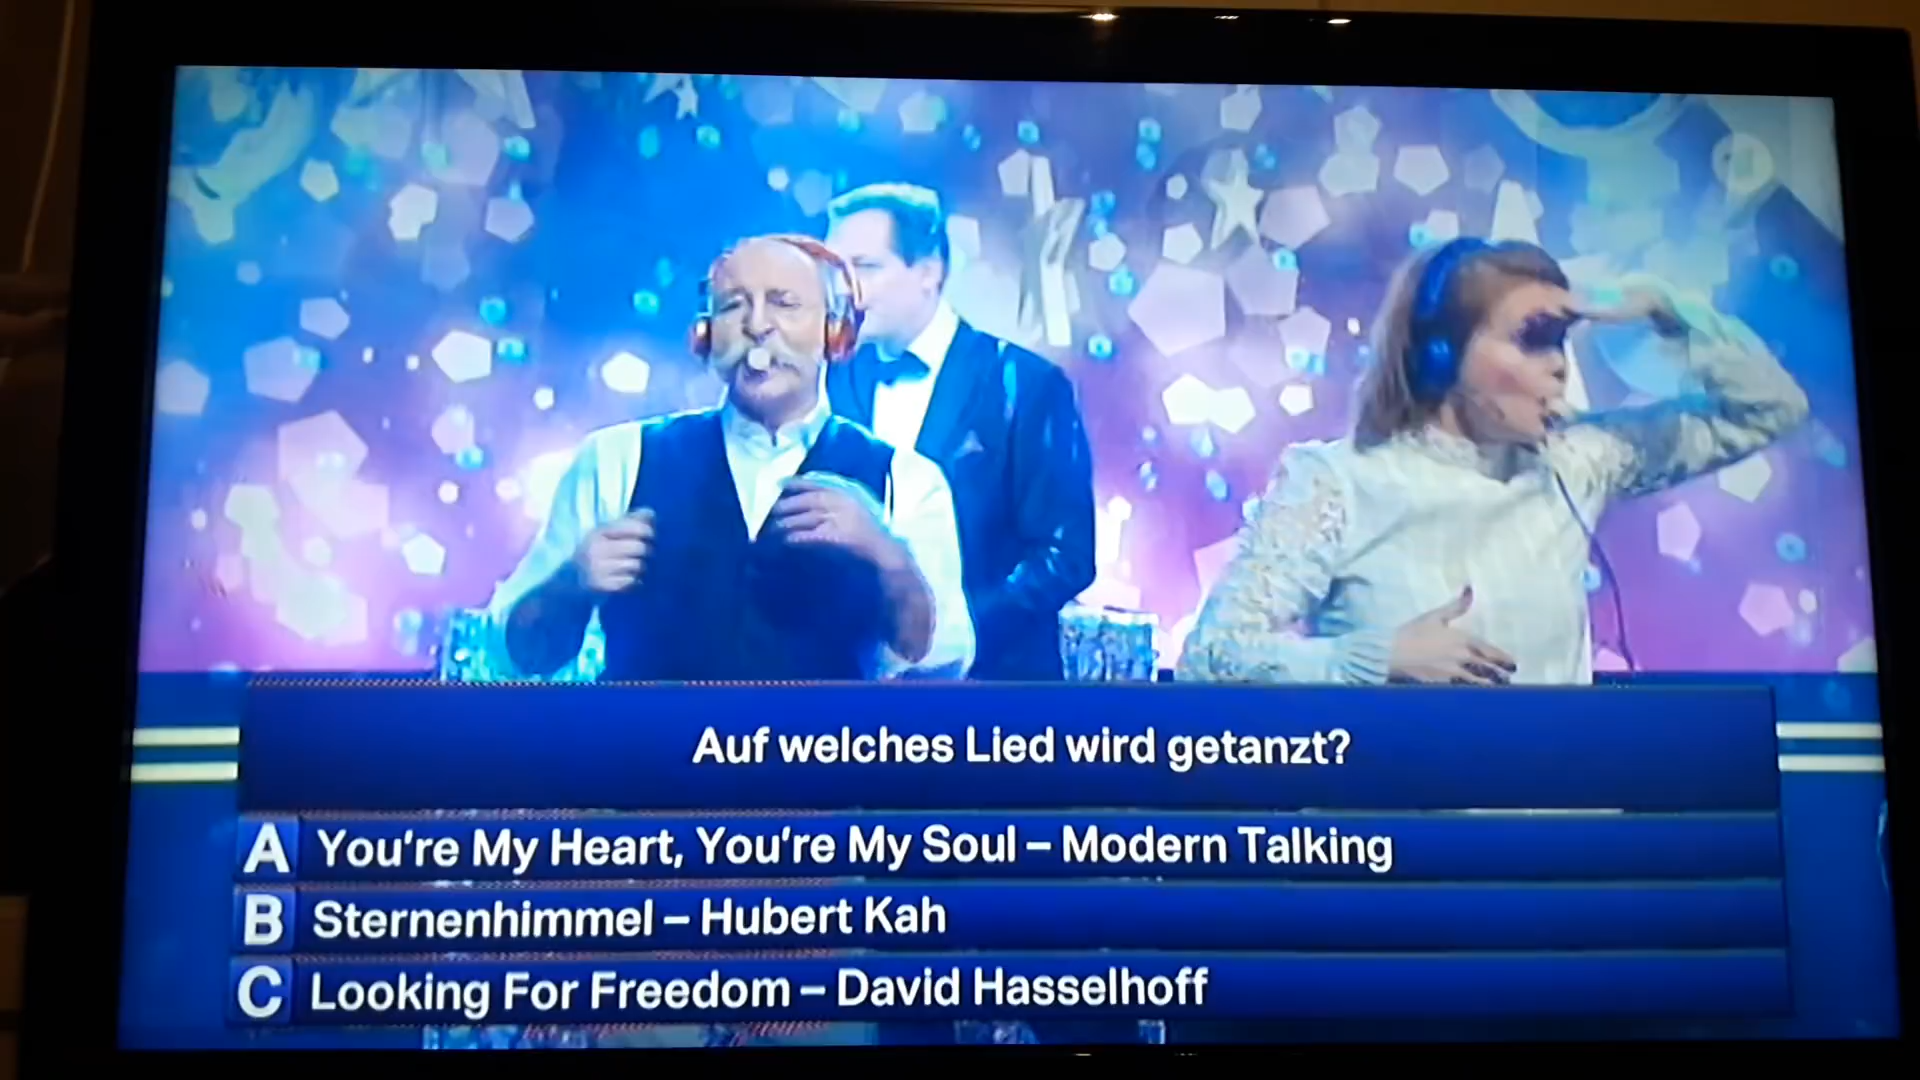 Auf welches Lied wird getanzt?
A You're My Heart, You're My Soul – Modern Talking
B Sternenhimmel – Hubert Kah
C Looking For Freedom – David Hasselhoff